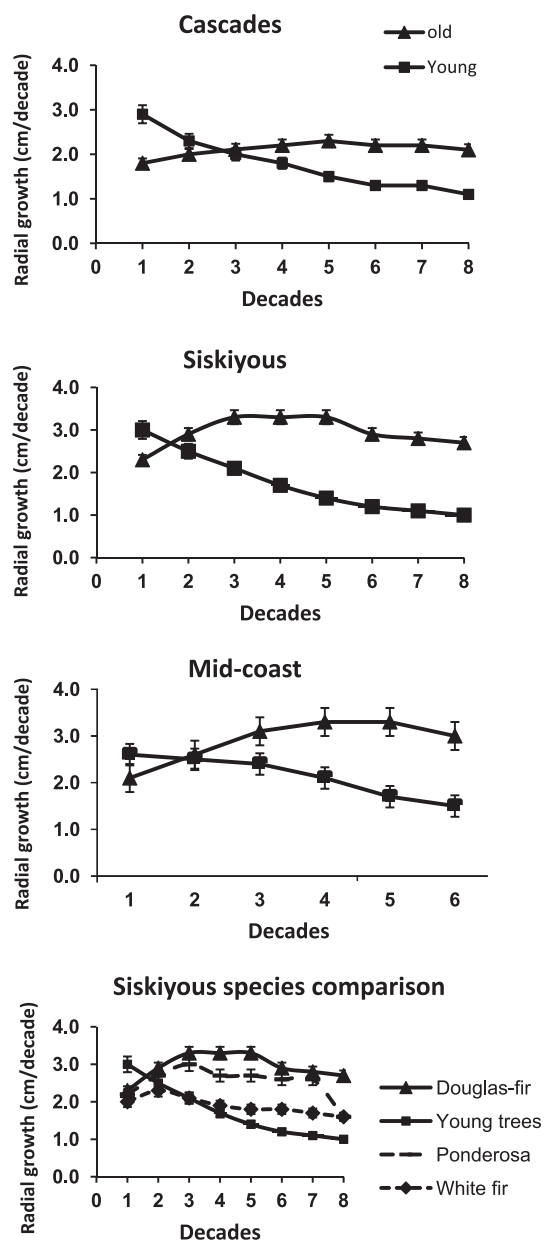 Cascades
old
Young
Radial growth (cm/decade)
4.0
3.0
2.0
1.0
0.0
0 1 2 3 4 5 6 7 8
Decades
Siskiyous
Radial growth (cm/decade)
4.0
3.0
2.0
1.0
0.0
0 1 2 3 4 5 6 7 8
Decades
Mid-coast
Radial growth (cm/decade)
4.0
3.0
2.0
1.0
0.0
1 2 3 4 5 6
Decades
Siskiyous species comparison
Radial growth (cm/decade)
4.0
3.0
2.0
1.0
0.0
0 1 2 3 4 5 6 7 8
Decades
Douglas-fir
Young trees
Ponderosa
White fir